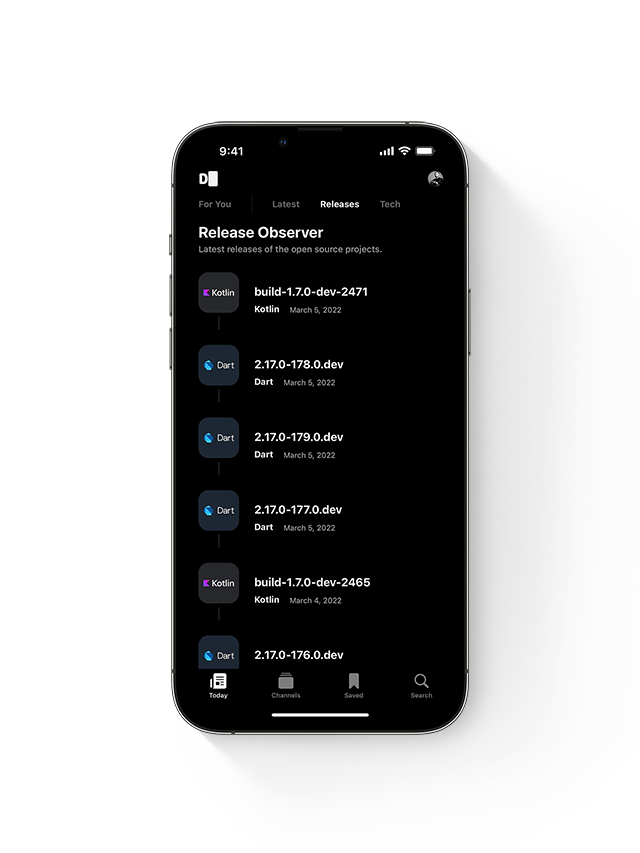 9:41
D
For You Latest Releases Tech
Release Observer
Latest releases of the open source projects.
Kotlin
build-1.7.0-dev-2471
Kotlin March 5, 2022
Dart
2.17.0-178.0.dev
Dart March 5, 2022
Dart
2.17.0-179.0.dev
Dart March 5, 2022
Dart
2.17.0-177.0.dev
Dart March 5, 2022
Kotlin
build-1.7.0-dev-2465
Kotlin March 4, 2022
Dart
2.17.0-176.0.dev
Today Channels Saved Search